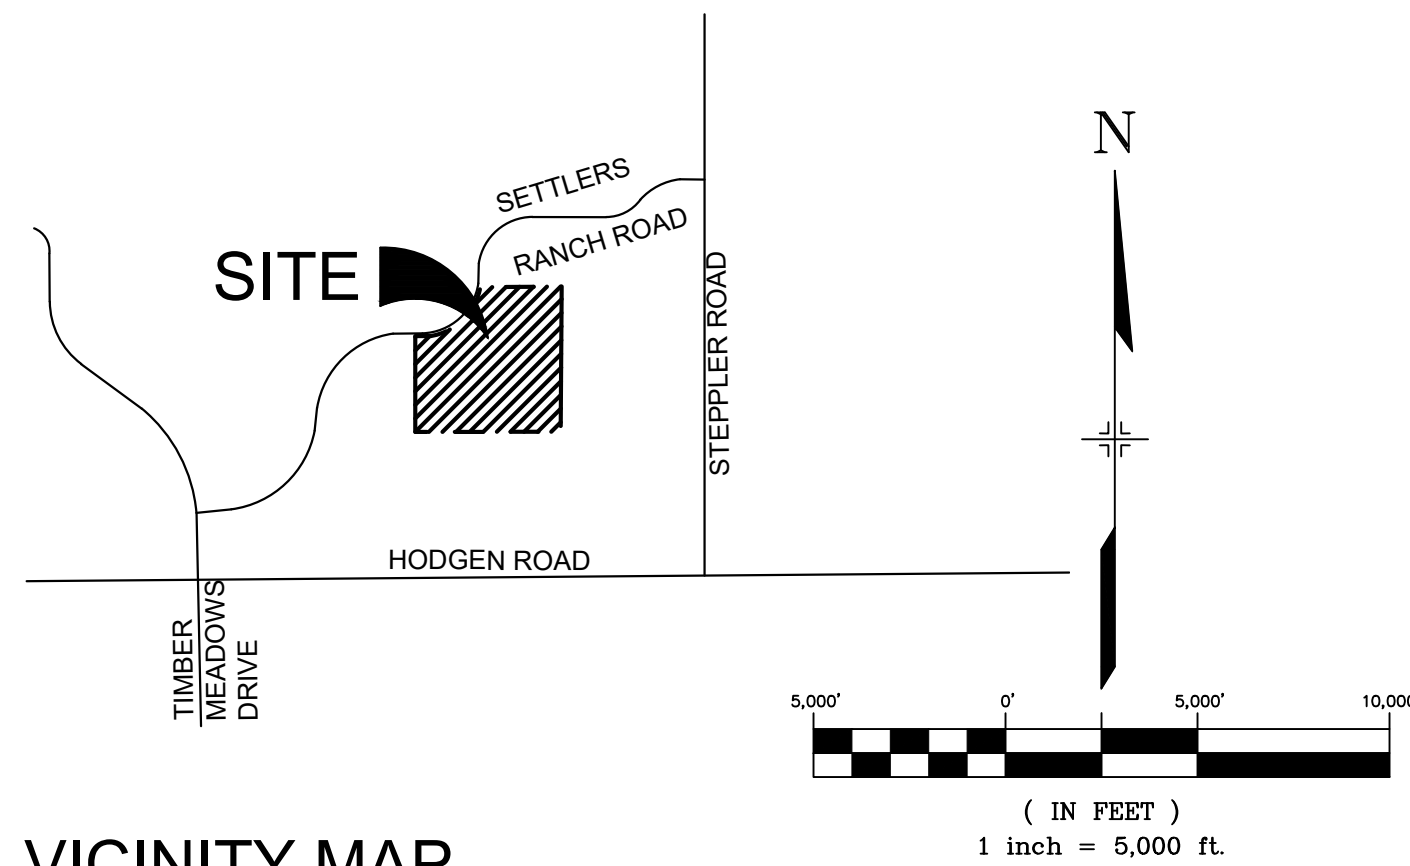 N
SETTLERS
RANCH ROAD
SITE
STEPPLER ROAD
HODGEN ROAD
TIMBER
MEADOWS
DRIVE
5,000' 0' 5,000' 10,000
( IN FEET )
1 inch = 5,000 ft.
VICINITY MAP